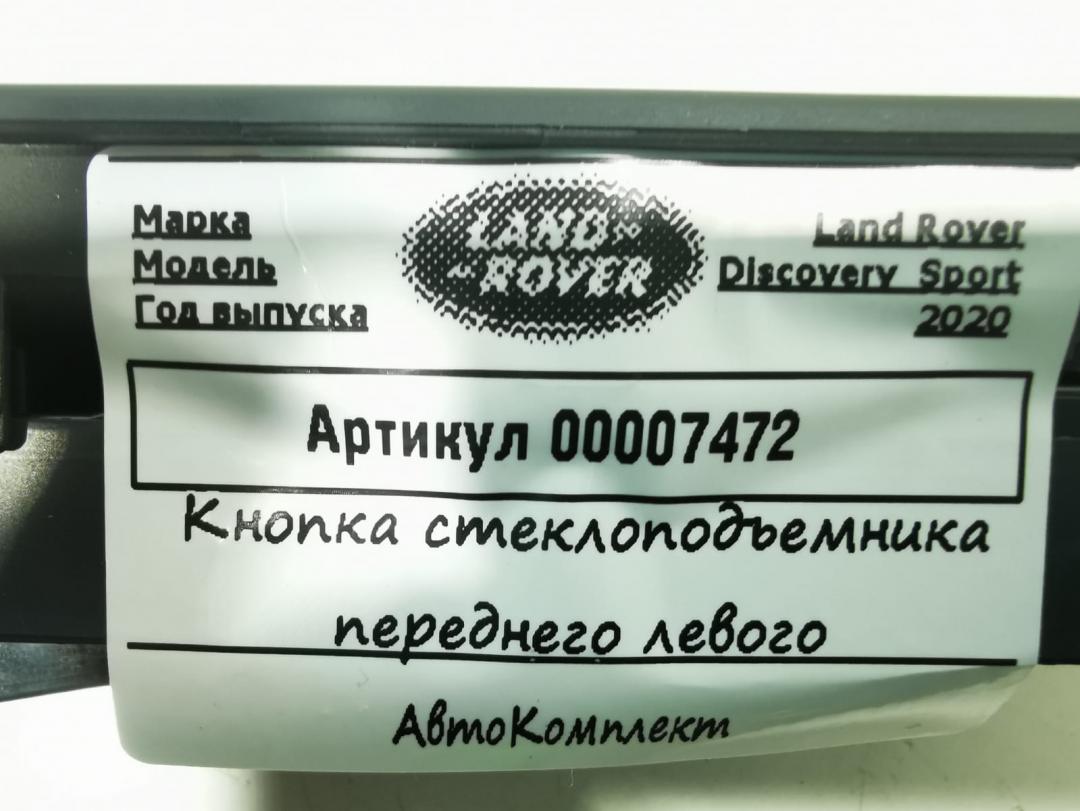 Марка LAND Land Rover
Модель ROVER Discovery Sport
Год выпуска 2020
Артикул 00007472
Кнопка стеклоподъемника
переднего левого
АвтоКомплект